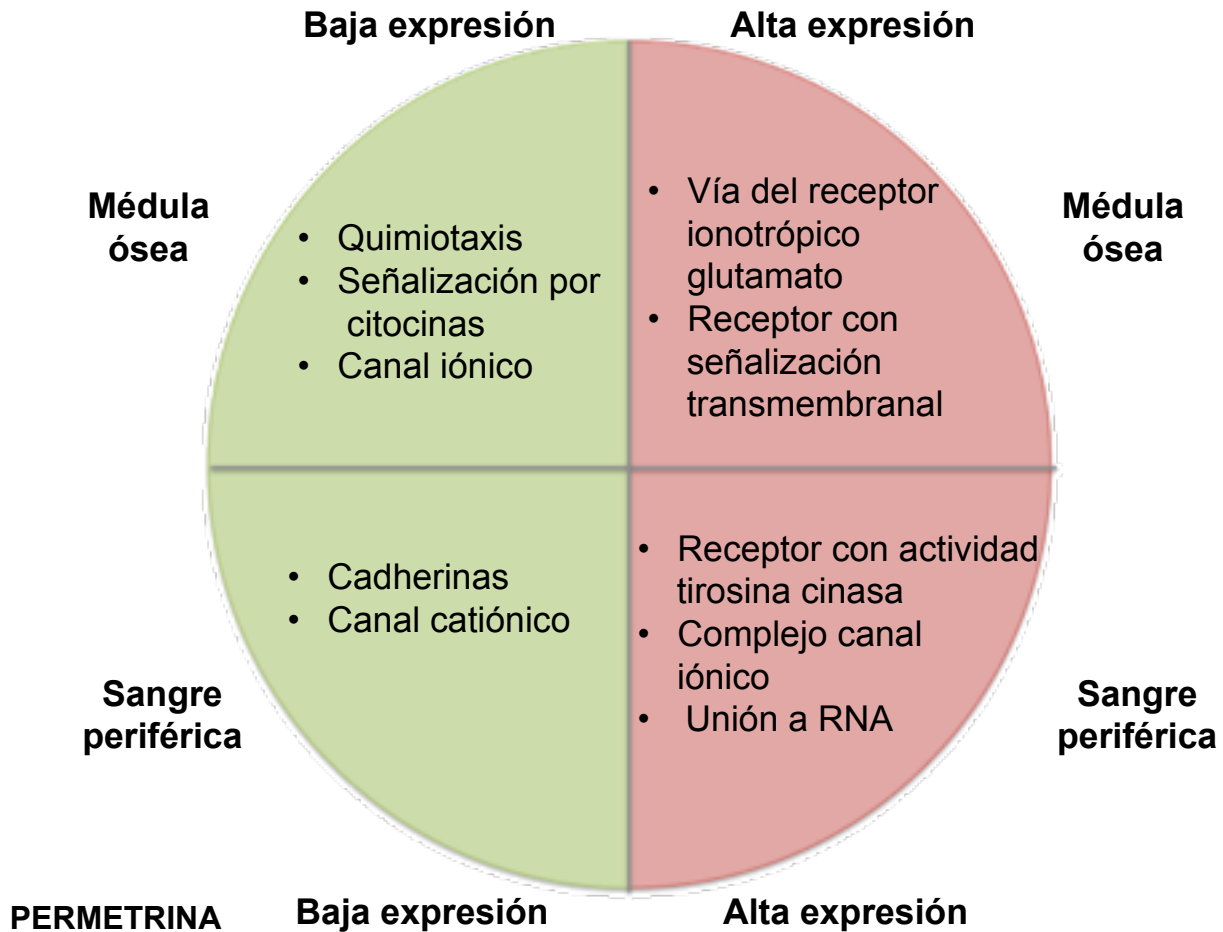 Baja expresión
Alta expresión
Médula
ósea
• Quimiotaxis
• Señalización por
citocinas
• Canal iónico
• Vía del receptor
ionotrópico
glutamato
• Receptor con
señalización
transmembranal
Médula
ósea
Sangre
periférica
• Cadherinas
• Canal catiónico
• Receptor con actividad
tirosina cinasa
• Complejo canal
iónico
• Unión a RNA
Sangre
periférica
PERMETRINA
Baja expresión
Alta expresión